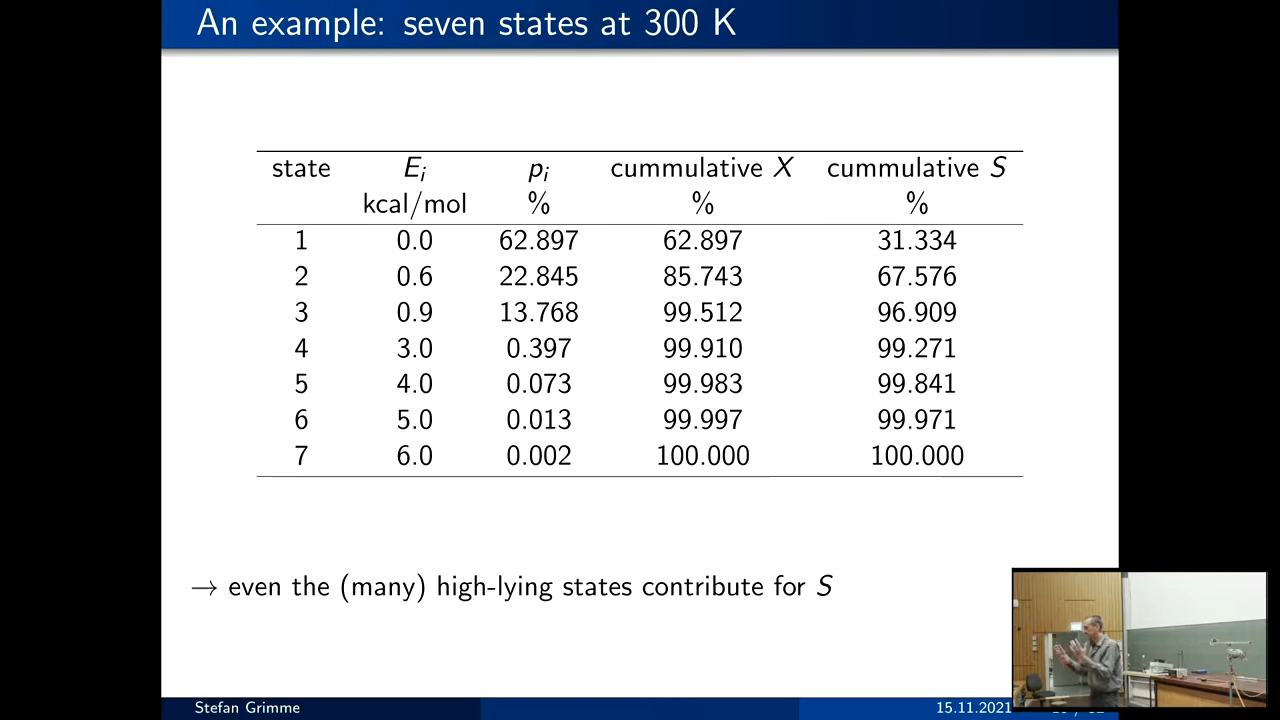 An example: seven states at 300 K
state Ei pi cummulative X cummulative S
kcal/mol % % %
1 0.0 62.897 62.897 31.334
2 0.6 22.845 85.743 67.576
3 0.9 13.768 99.512 96.909
4 3.0 0.397 99.910 99.271
5 4.0 0.073 99.983 99.841
6 5.0 0.013 99.997 99.971
7 6.0 0.002 100.000 100.000
→ even the (many) high-lying states contribute for S
Stefan Grimme 15.11.2021